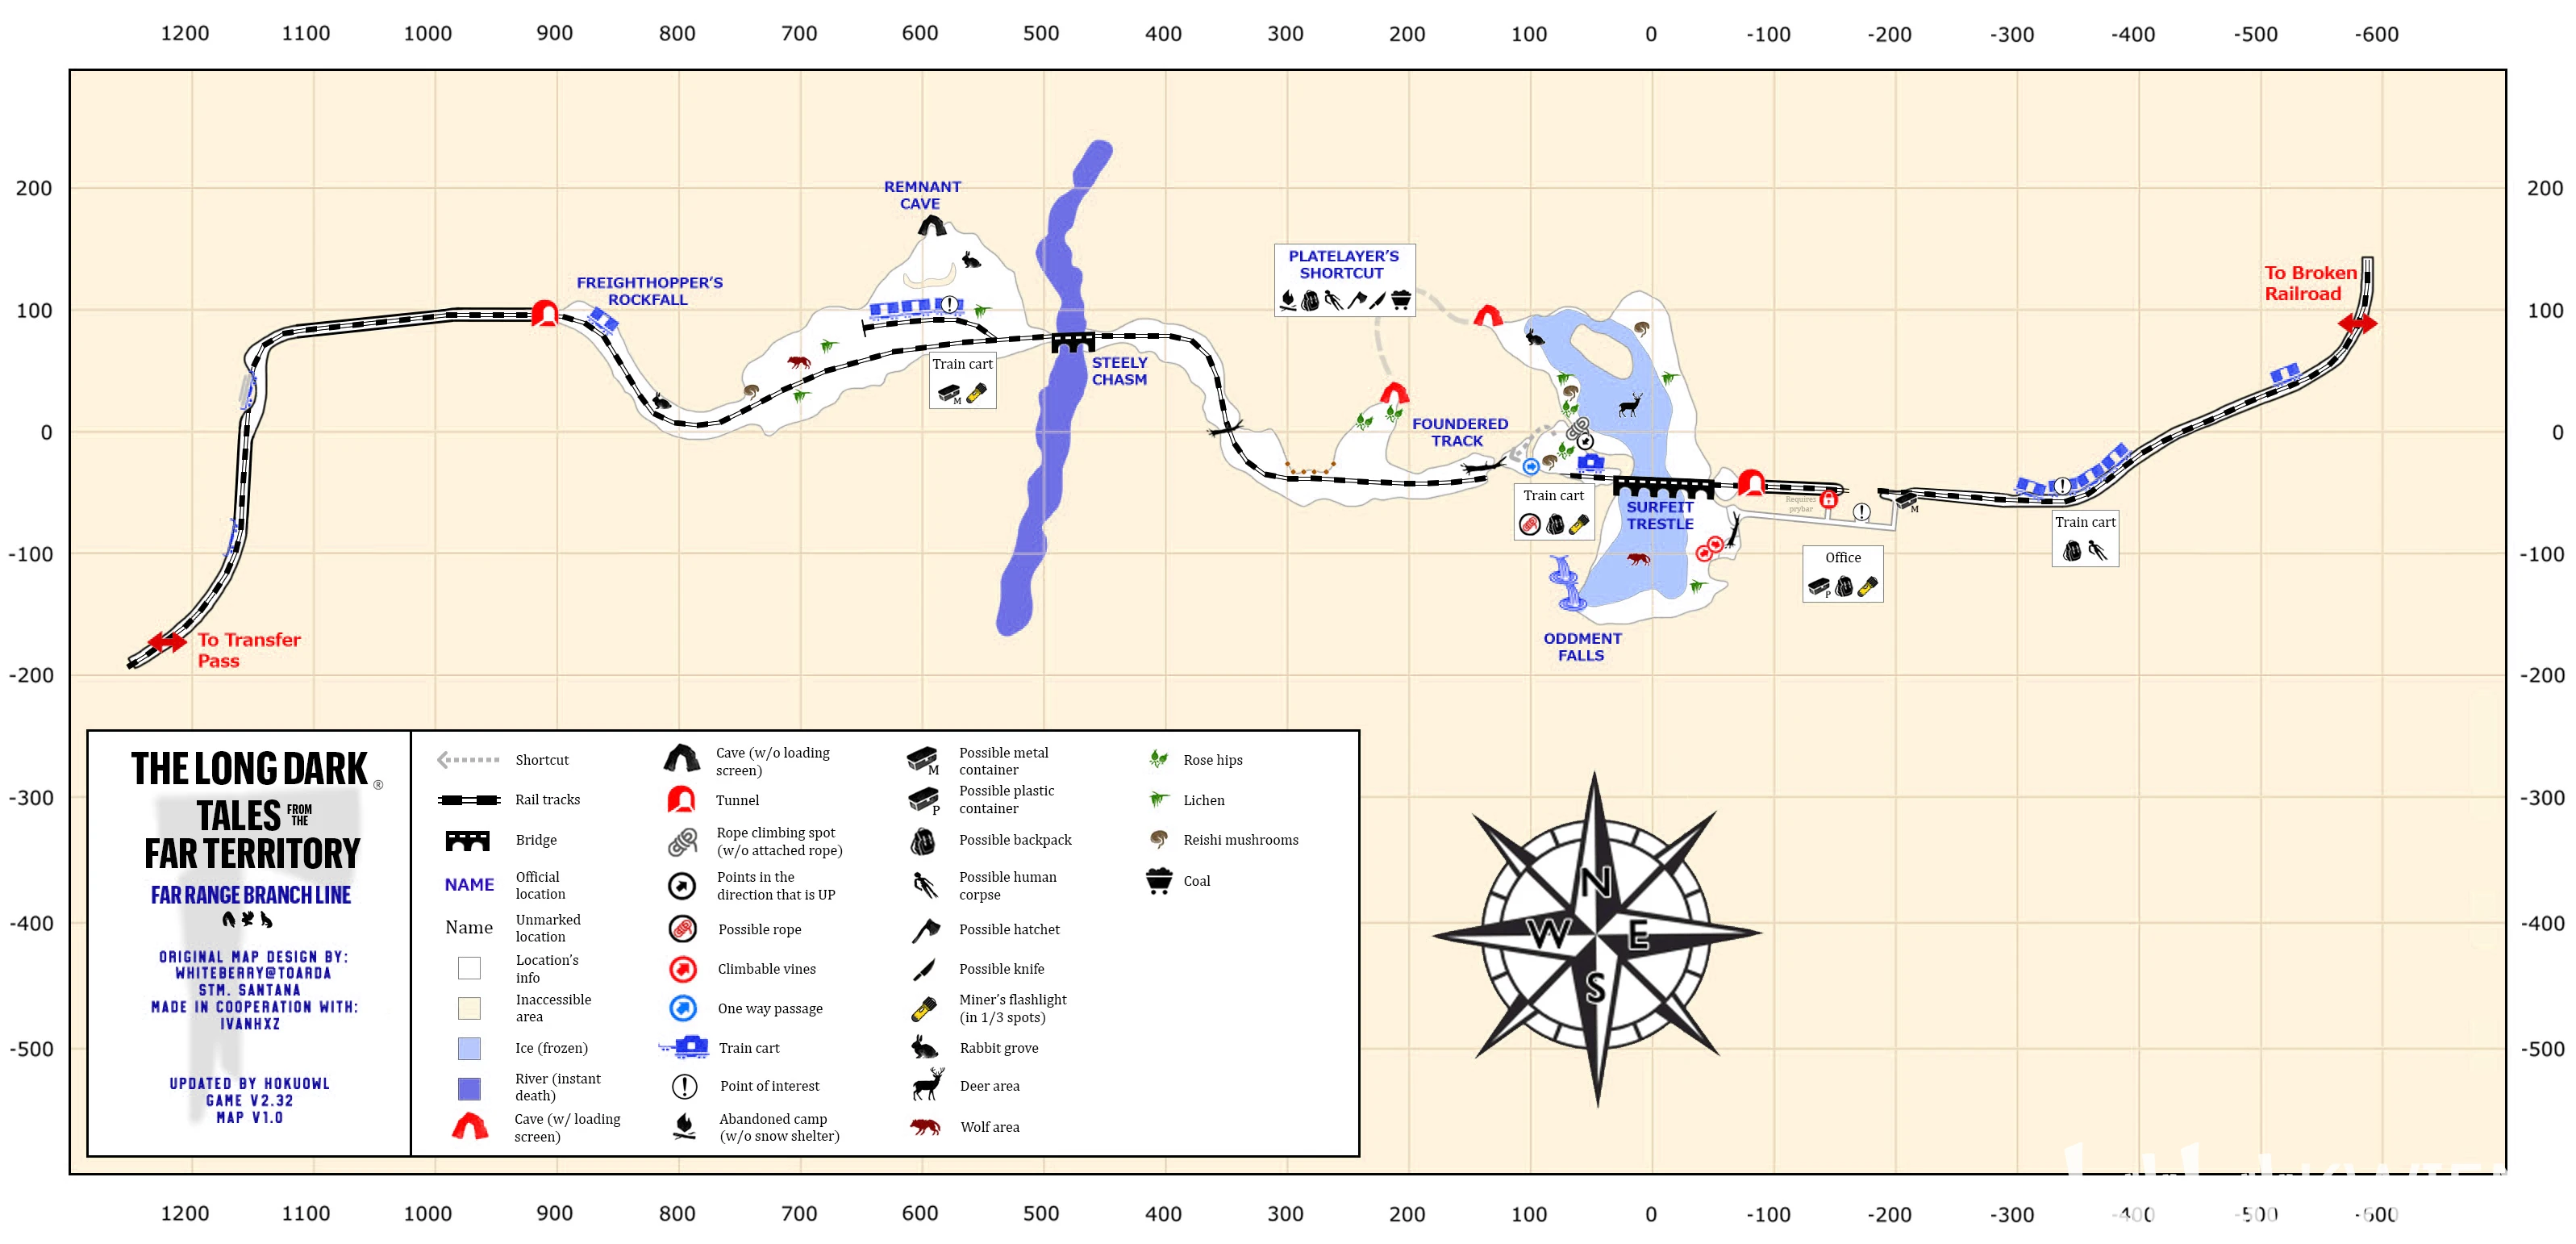 1200 1100 1000 900 800 700 600 500 400 300 200 100 0 -100 -200 -300 -400 -500 -600
200 200
REMNANT
CAVE
PLATELAYER'S
SHORTCUT
To Broken
Railroad
FREIGHTHOPPER'S
ROCKFALL
100 100
Train cart
M
STEELY
CHASM
0 0
FOUNDERED
TRACK
Train cart
SURFEIT
TRESTLE
Requires
prybar
M
Train cart
-100 -100
Office
P
To Transfer
Pass
ODDMENT
FALLS
-200 -200
THE LONG DARK
®
TALES FROM THE
FAR TERRITORY
FAR RANGE BRANCH LINE
ORIGINAL MAP DESIGN BY:
WHITEBERRY@TOARDA
STM. SANTANA
MADE IN COOPERATION WITH:
IVANHXZ
UPDATED BY HOKUOWL
GAME V2.32
MAP V1.0
Shortcut
Rail tracks
Bridge
NAME
Official
location
Name
Unmarked
location
Location's
info
Inaccessible
area
Ice (frozen)
River (instant
death)
Cave (w/ loading
screen)
Cave (w/o loading
screen)
Tunnel
Rope climbing spot
(w/o attached rope)
Points in the
direction that is UP
Possible rope
Climbable vines
One way passage
Train cart
Point of interest
Abandoned camp
(w/o snow shelter)
M
Possible metal
container
P
Possible plastic
container
Possible backpack
Possible human
corpse
Possible hatchet
Possible knife
Miner's flashlight
(in 1/3 spots)
Rabbit grove
Deer area
Wolf area
Rose hips
Lichen
Reishi mushrooms
Coal
N
W E
S
-300 -300
-400 -400
-500 -500
1200 1100 1000 900 800 700 600 500 400 300 200 100 0 -100 -200 -300 -400 -500 -600